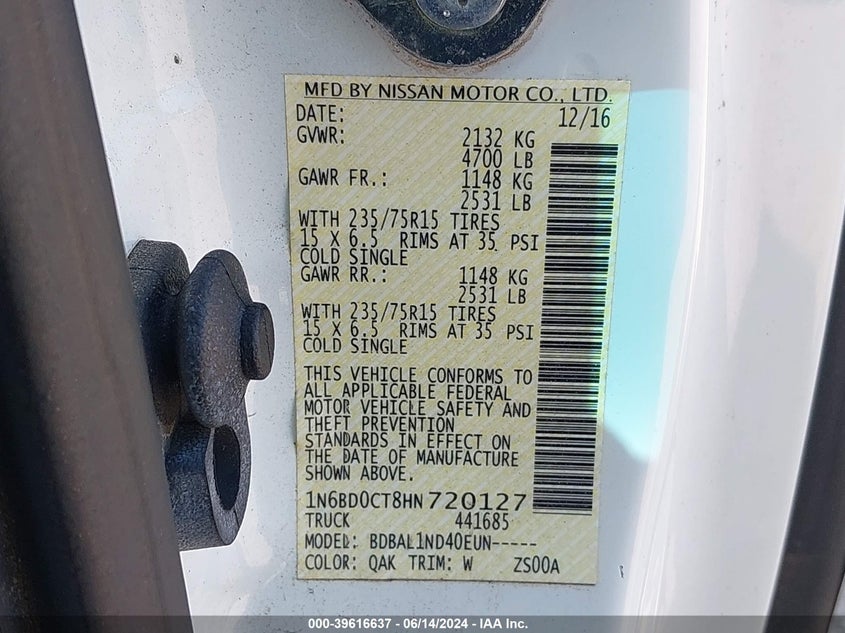 MFD BY NISSAN MOTOR CO., LTD.
DATE: 12/16
GVWR: 2132 KG
4700 LB
GAWR FR.: 1148 KG
2531 LB
WITH 235/75R15 TIRES
15 X 6.5 RIMS AT 35 PSI
COLD SINGLE
GAWR RR.: 1148 KG
2531 LB
WITH 235/75R15 TIRES
15 X 6.5 RIMS AT 35 PSI
COLD SINGLE
THIS VEHICLE CONFORMS TO
ALL APPLICABLE FEDERAL
MOTOR VEHICLE SAFETY AND
THEFT PREVENTION
STANDARDS IN EFFECT ON
THE DATE OF MANUFACTURE
SHOWN ABOVE.
1N6BD0CT8HN720127
TRUCK 441685
MODEL: BDBAL1ND40EUN-----
COLOR: QAK TRIM: W ZS00A
000-39616637 - 06/14/2024 - IAA Inc.